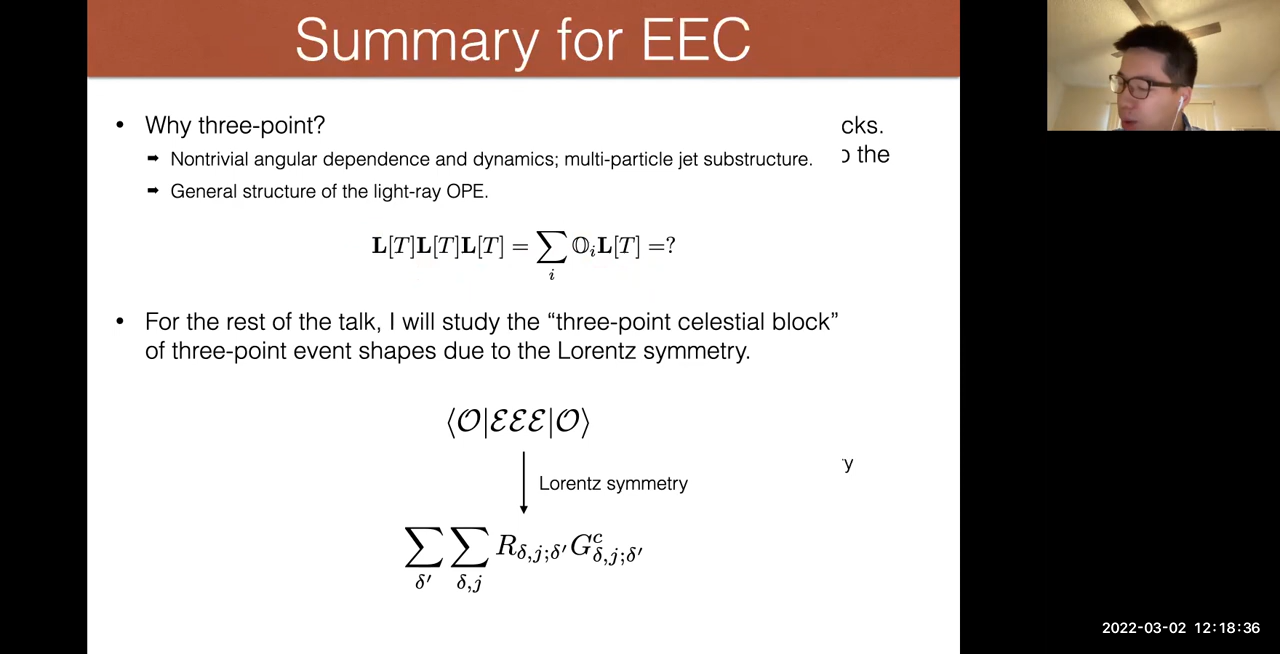 Summary for EEC
• Why three-point?
cks.
➡ Nontrivial angular dependence and dynamics; multi-particle jet substructure.
o the
➡ General structure of the light-ray OPE.
L[T]L[T]L[T] = ∑_i 𝕆_i L[T] =?
• For the rest of the talk, I will study the “three-point celestial block”
of three-point event shapes due to the Lorentz symmetry.
⟨𝒪|ℰℰℰ|𝒪⟩
y
Lorentz symmetry
∑_{δ′} ∑_{δ,j} R_{δ,j;δ′} G^c_{δ,j;δ′}
2022-03-02 12:18:36